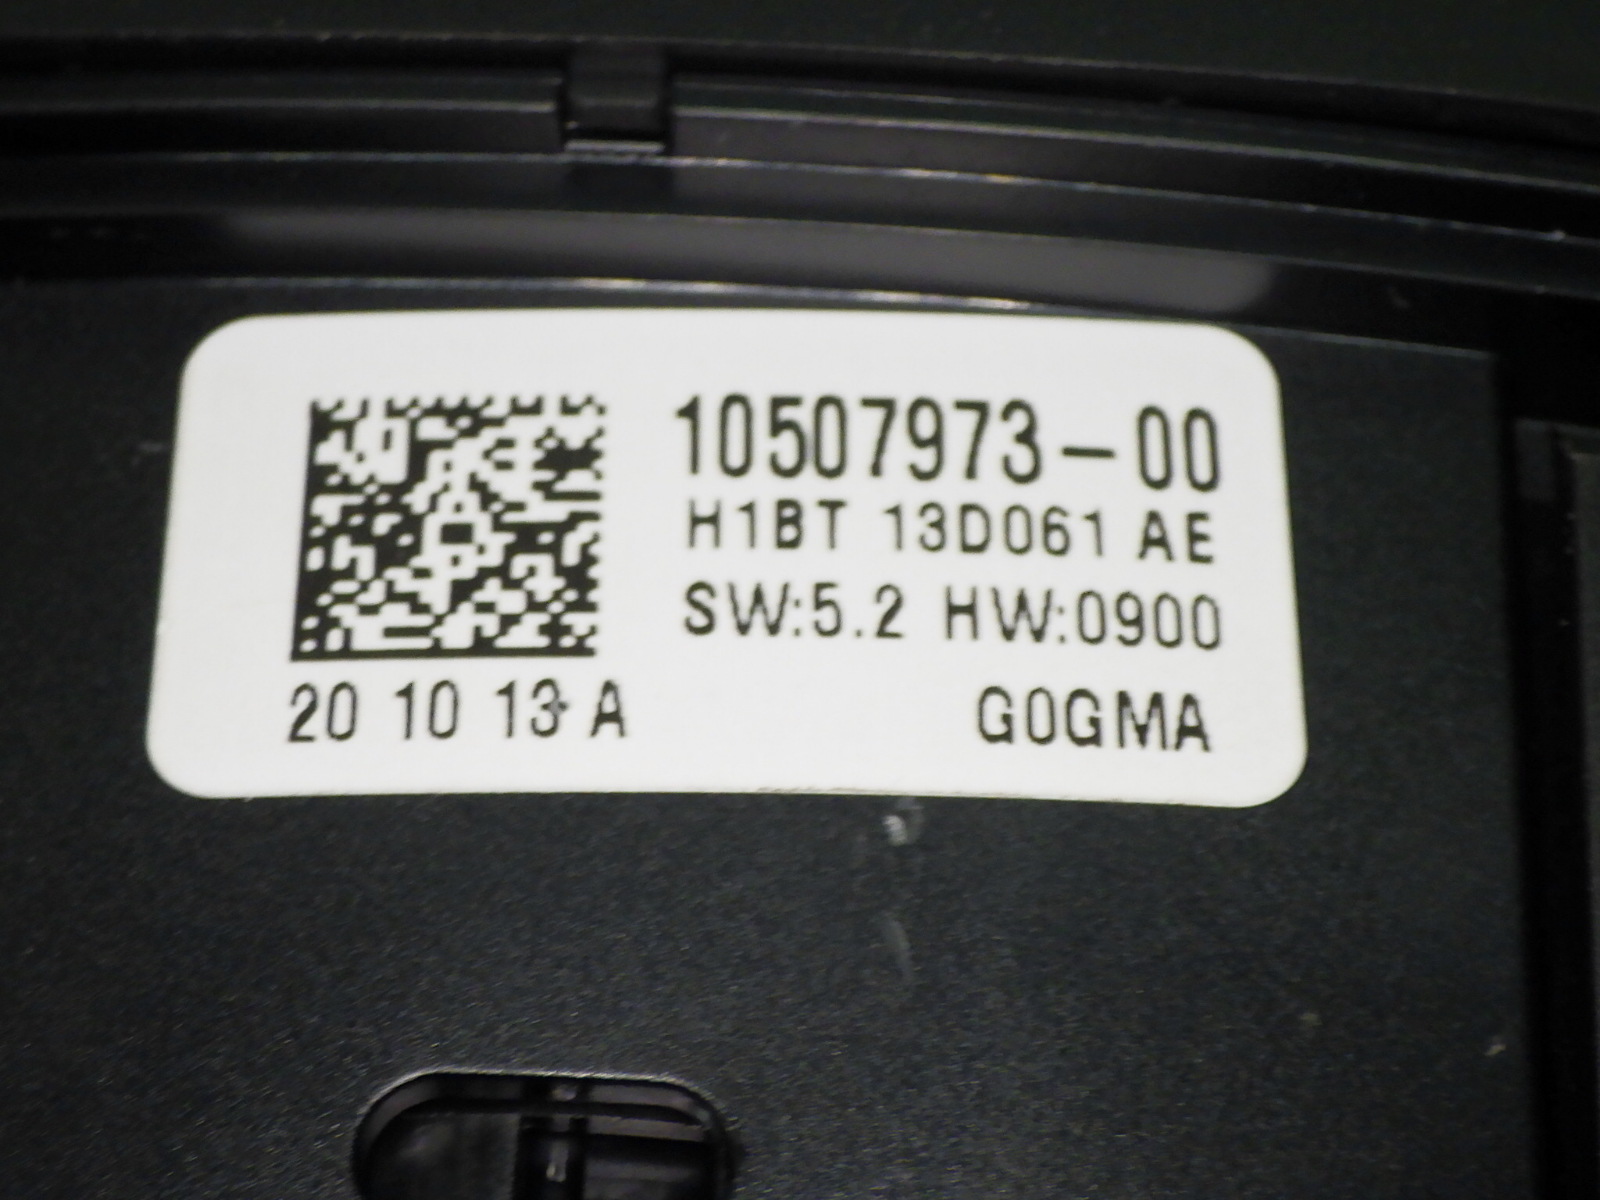 10507973-00
H1BT 13D061 AE
SW:5.2 HW:0900
20 10 13 A
G0GMA